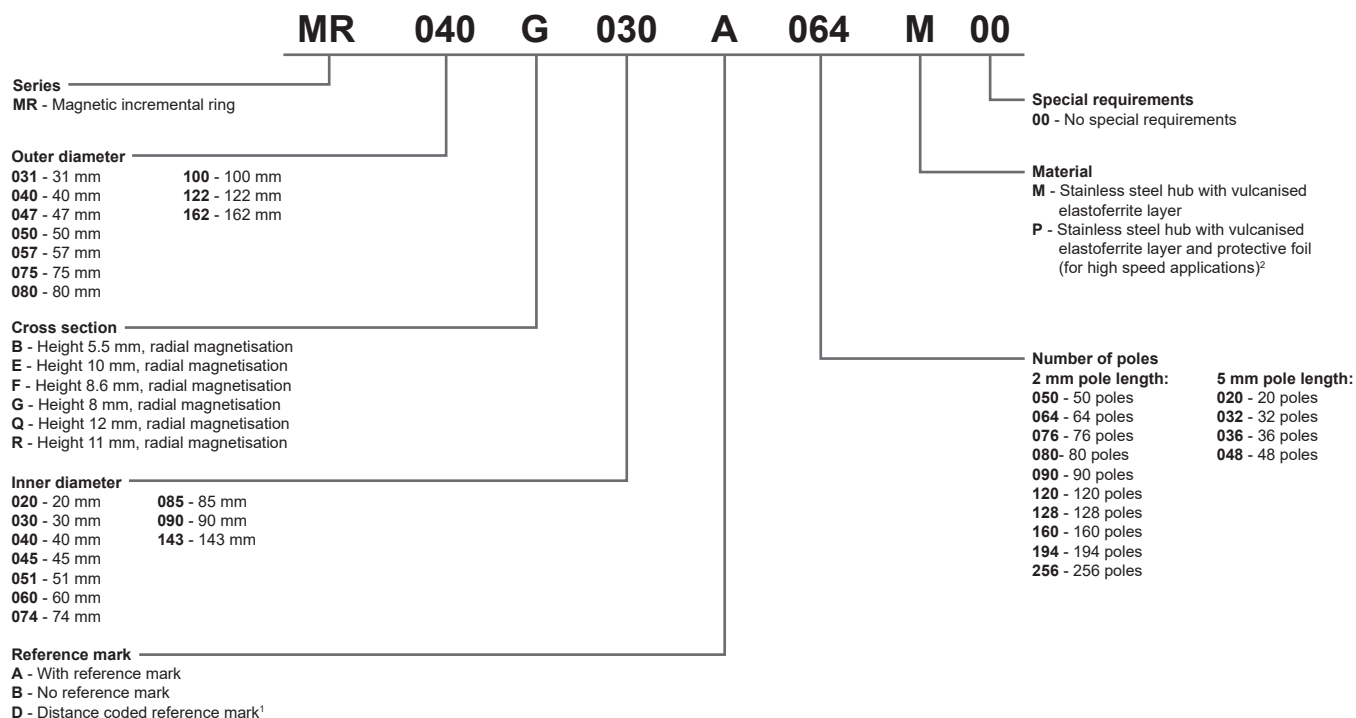 MR 040 G 030 A 064 M 00
Series
MR - Magnetic incremental ring
Outer diameter
031 - 31 mm
040 - 40 mm
047 - 47 mm
050 - 50 mm
057 - 57 mm
075 - 75 mm
080 - 80 mm
100 - 100 mm
122 - 122 mm
162 - 162 mm
Cross section
B - Height 5.5 mm, radial magnetisation
E - Height 10 mm, radial magnetisation
F - Height 8.6 mm, radial magnetisation
G - Height 8 mm, radial magnetisation
Q - Height 12 mm, radial magnetisation
R - Height 11 mm, radial magnetisation
Inner diameter
020 - 20 mm
030 - 30 mm
040 - 40 mm
045 - 45 mm
051 - 51 mm
060 - 60 mm
074 - 74 mm
085 - 85 mm
090 - 90 mm
143 - 143 mm
Reference mark
A - With reference mark
B - No reference mark
D - Distance coded reference mark¹
Special requirements
00 - No special requirements
Material
M - Stainless steel hub with vulcanised
elastoferrite layer
P - Stainless steel hub with vulcanised
elastoferrite layer and protective foil
(for high speed applications)²
Number of poles
2 mm pole length:
050 - 50 poles
064 - 64 poles
076 - 76 poles
080- 80 poles
090 - 90 poles
120 - 120 poles
128 - 128 poles
160 - 160 poles
194 - 194 poles
256 - 256 poles
5 mm pole length:
020 - 20 poles
032 - 32 poles
036 - 36 poles
048 - 48 poles